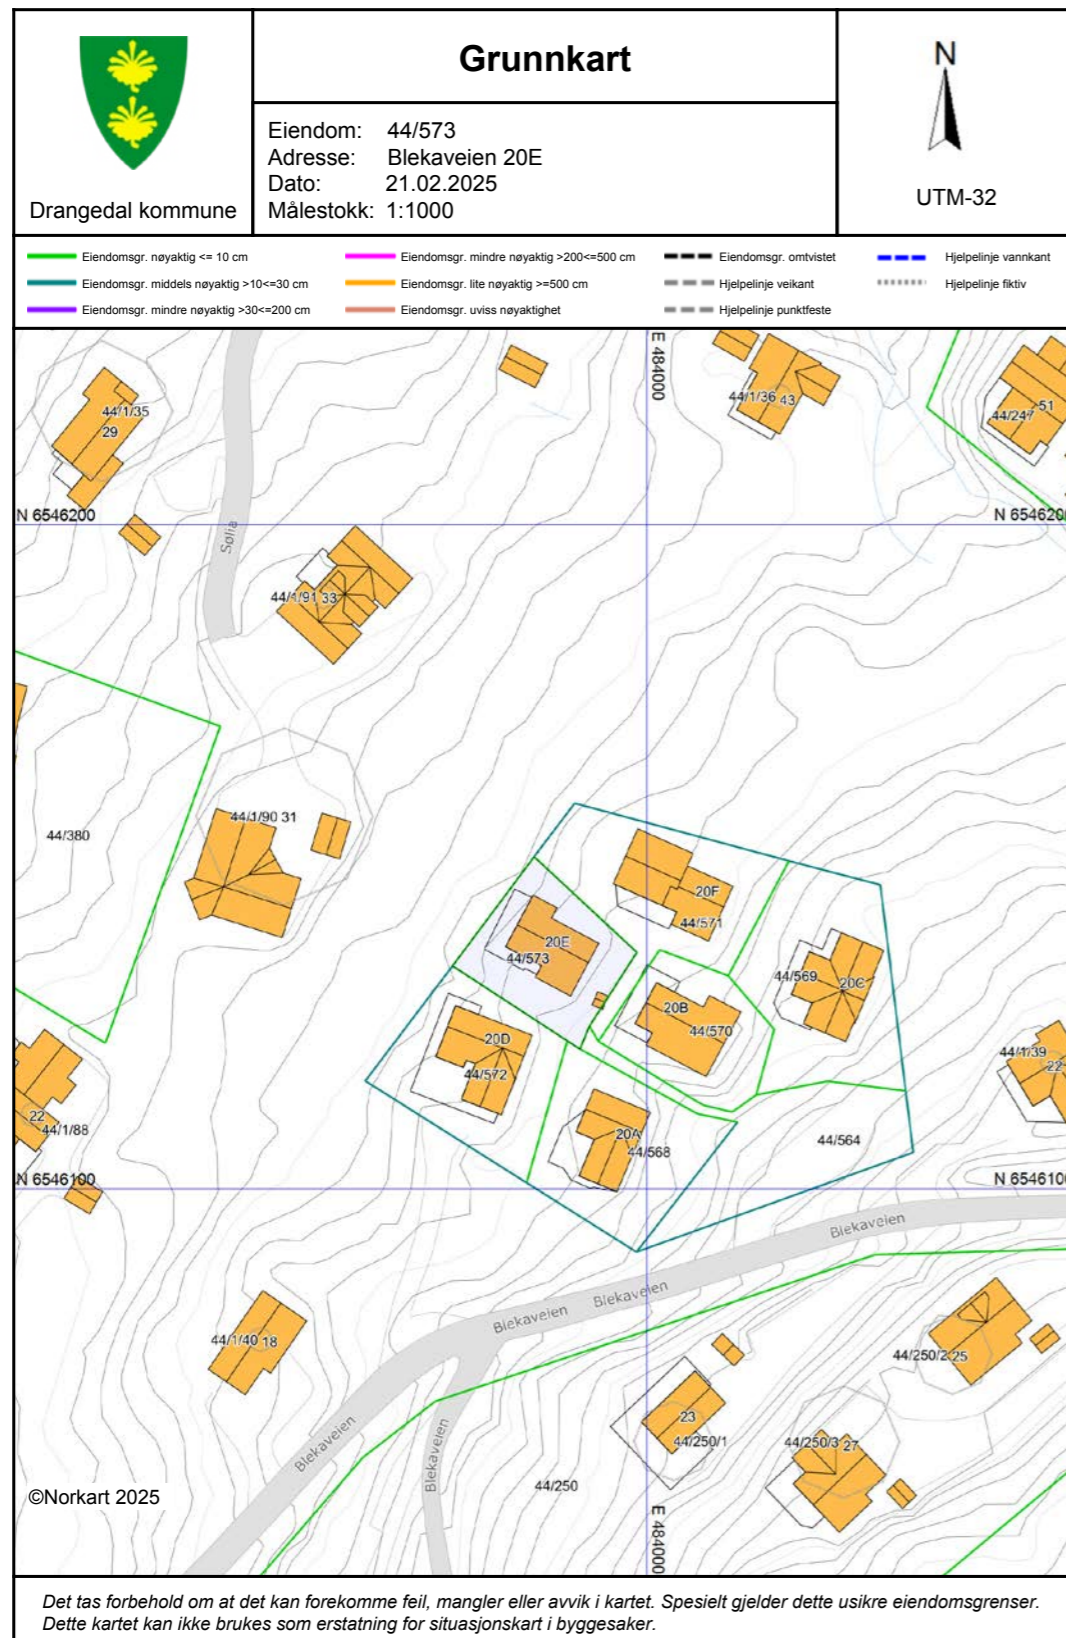 Grunnkart
Drangedal kommune
Eiendom: 44/573
Adresse: Blekaveien 20E
Dato: 21.02.2025
Målestokk: 1:1000
N
UTM-32
Eiendomsgr. nøyaktig <= 10 cm
Eiendomsgr. middels nøyaktig >10<=30 cm
Eiendomsgr. mindre nøyaktig >30<=200 cm
Eiendomsgr. mindre nøyaktig >200<=500 cm
Eiendomsgr. lite nøyaktig >=500 cm
Eiendomsgr. uviss nøyaktighet
Eiendomsgr. omtvistet
Hjelpelinje veikant
Hjelpelinje punktfeste
Hjelpelinje vannkant
Hjelpelinje fiktiv
E 484000
44/1/36 43
44/1/35
29
44/247 51
N 6546200
N 6546200
Sølia
44/1/91 33
44/1/90 31
44/380
20F
44/571
20E
44/573
44/569
20C
20B
44/570
20D
44/572
44/1/39
22
22
44/1/88
20A
44/568
44/564
N 6546100
N 6546100
Blekaveien
Blekaveien
Blekaveien
44/1/40 18
44/250/2 25
23
44/250/1
44/250/3 27
Blekaveien
Blekaveien
44/250
©Norkart 2025
E 484000
Det tas forbehold om at det kan forekomme feil, mangler eller avvik i kartet. Spesielt gjelder dette usikre eiendomsgrenser.
Dette kartet kan ikke brukes som erstatning for situasjonskart i byggesaker.